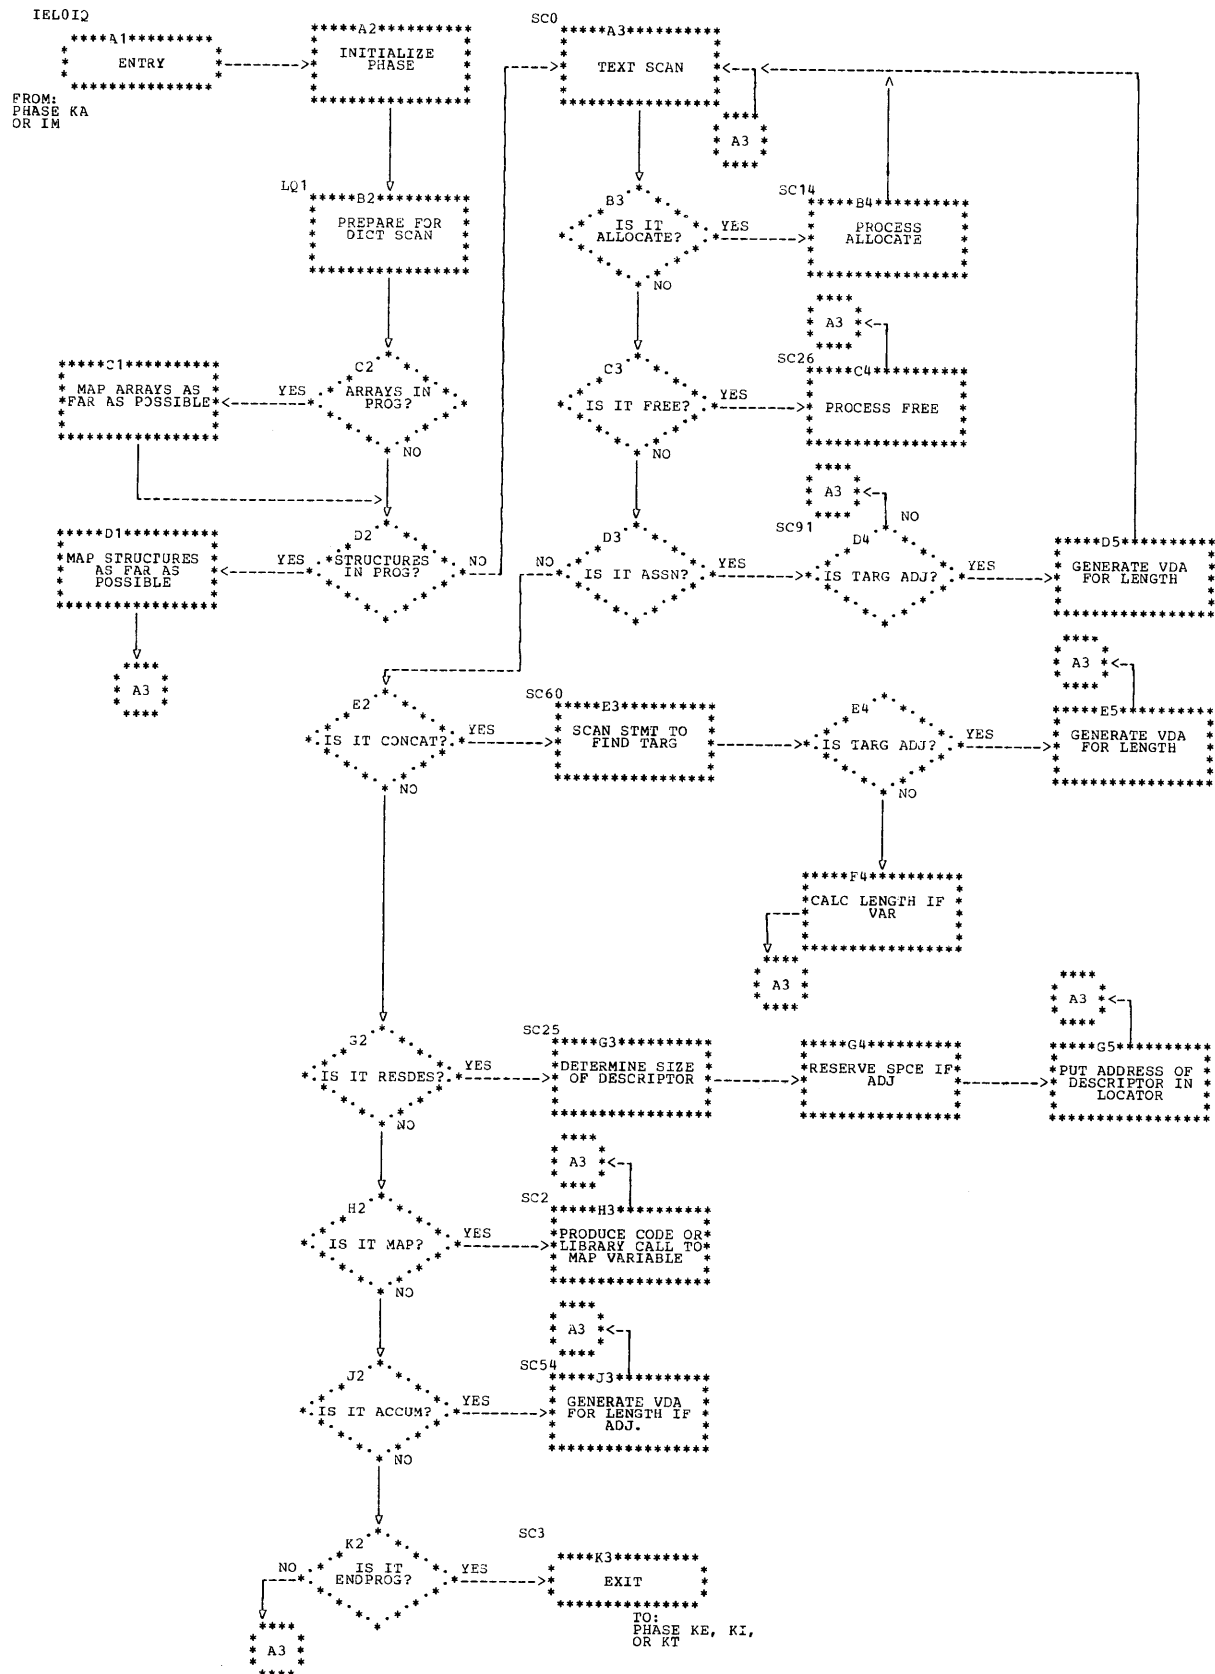 IEL0IQ
A1
ENTRY
FROM:
PHASE KA
OR IM
A2
INITIALIZE
PHASE
SC0
A3
TEXT SCAN
A3
LQ1
B2
PREPARE FOR
DICT SCAN
B3
IS IT
ALLOCATE?
YES
NO
SC14
B4
PROCESS
ALLOCATE
A3
C1
MAP ARRAYS AS
FAR AS POSSIBLE
YES
C2
ARRAYS IN
PROG?
NO
C3
IS IT FREE?
YES
NO
SC26
C4
PROCESS FREE
A3
D1
MAP STRUCTURES
AS FAR AS
POSSIBLE
YES
D2
STRUCTURES
IN PROG?
NO
NO
D3
IS IT ASSN?
YES
SC91
NO
D4
IS TARG ADJ?
YES
D5
GENERATE VDA
FOR LENGTH
A3
E2
IS IT CONCAT?
YES
NO
SC60
E3
SCAN STMT TO
FIND TARG
E4
IS TARG ADJ?
YES
NO
A3
E5
GENERATE VDA
FOR LENGTH
F4
CALC LENGTH IF
VAR
A3
G2
IS IT RESDES?
YES
NO
SC25
G3
DETERMINE SIZE
OF DESCRIPTOR
G4
RESERVE SPCE IF
ADJ
A3
G5
PUT ADDRESS OF
DESCRIPTOR IN
LOCATOR
H2
IS IT MAP?
YES
NO
A3
SC2
H3
PRODUCE CODE OR
LIBRARY CALL TO
MAP VARIABLE
J2
IS IT ACCUM?
YES
NO
A3
SC54
J3
GENERATE VDA
FOR LENGTH IF
ADJ.
K2
IS IT
ENDPROG?
NO
YES
A3
SC3
K3
EXIT
TO:
PHASE KE, KI,
OR KT